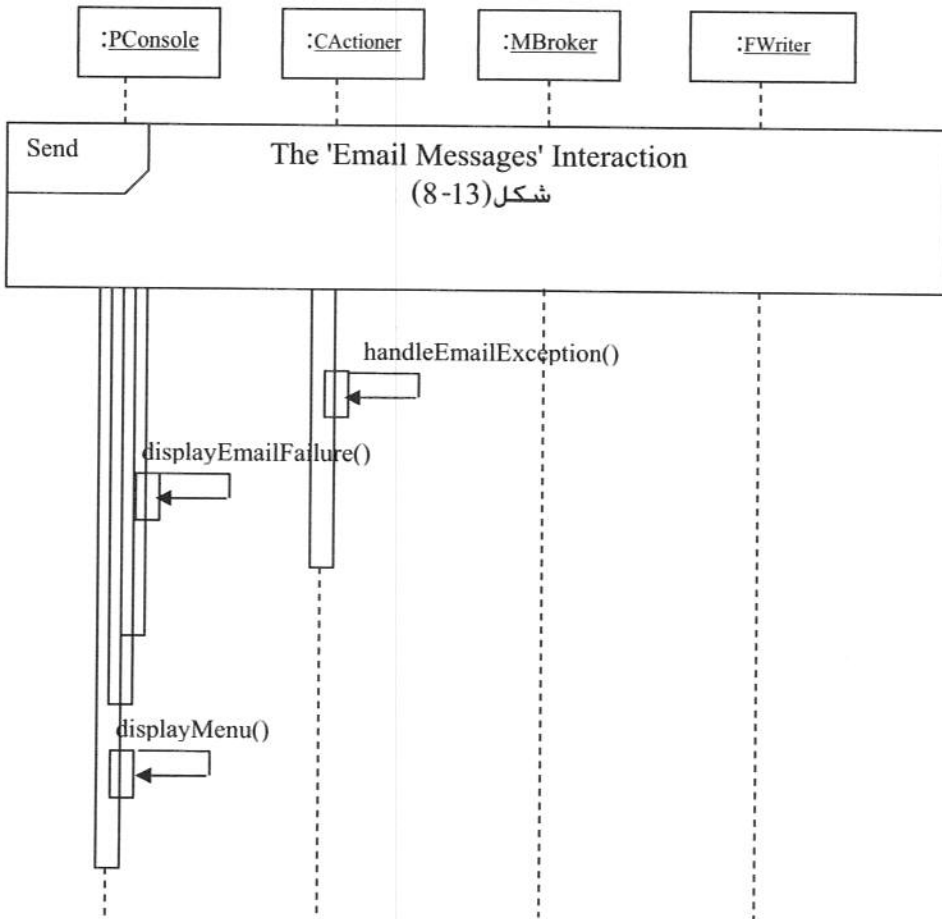 :PConsole
:CActioner
:MBroker
:FWriter
Send
The 'Email Messages' Interaction
شكل(8-13)
handleEmailException()
displayEmailFailure()
displayMenu()